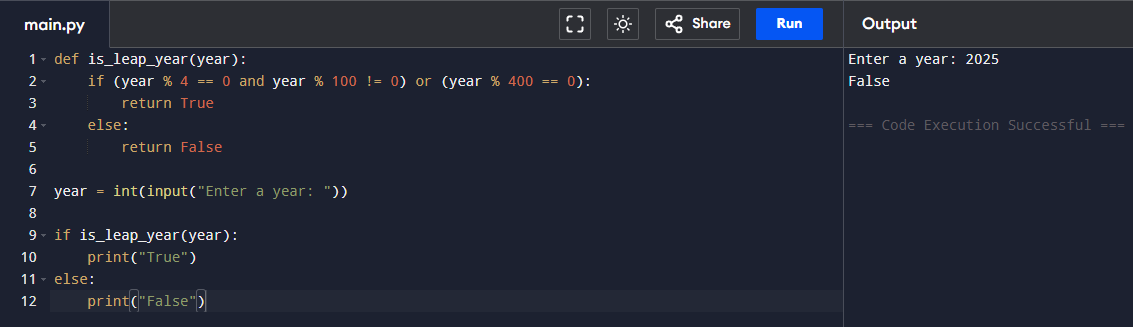 main.py
Share
Run
Output
1 def is_leap_year(year):
2     if (year % 4 == 0 and year % 100 != 0) or (year % 400 == 0):
3         return True
4     else:
5         return False
6
7 year = int(input("Enter a year: "))
8
9 if is_leap_year(year):
10     print("True")
11 else:
12     print("False")
Enter a year: 2025
False
=== Code Execution Successful ===